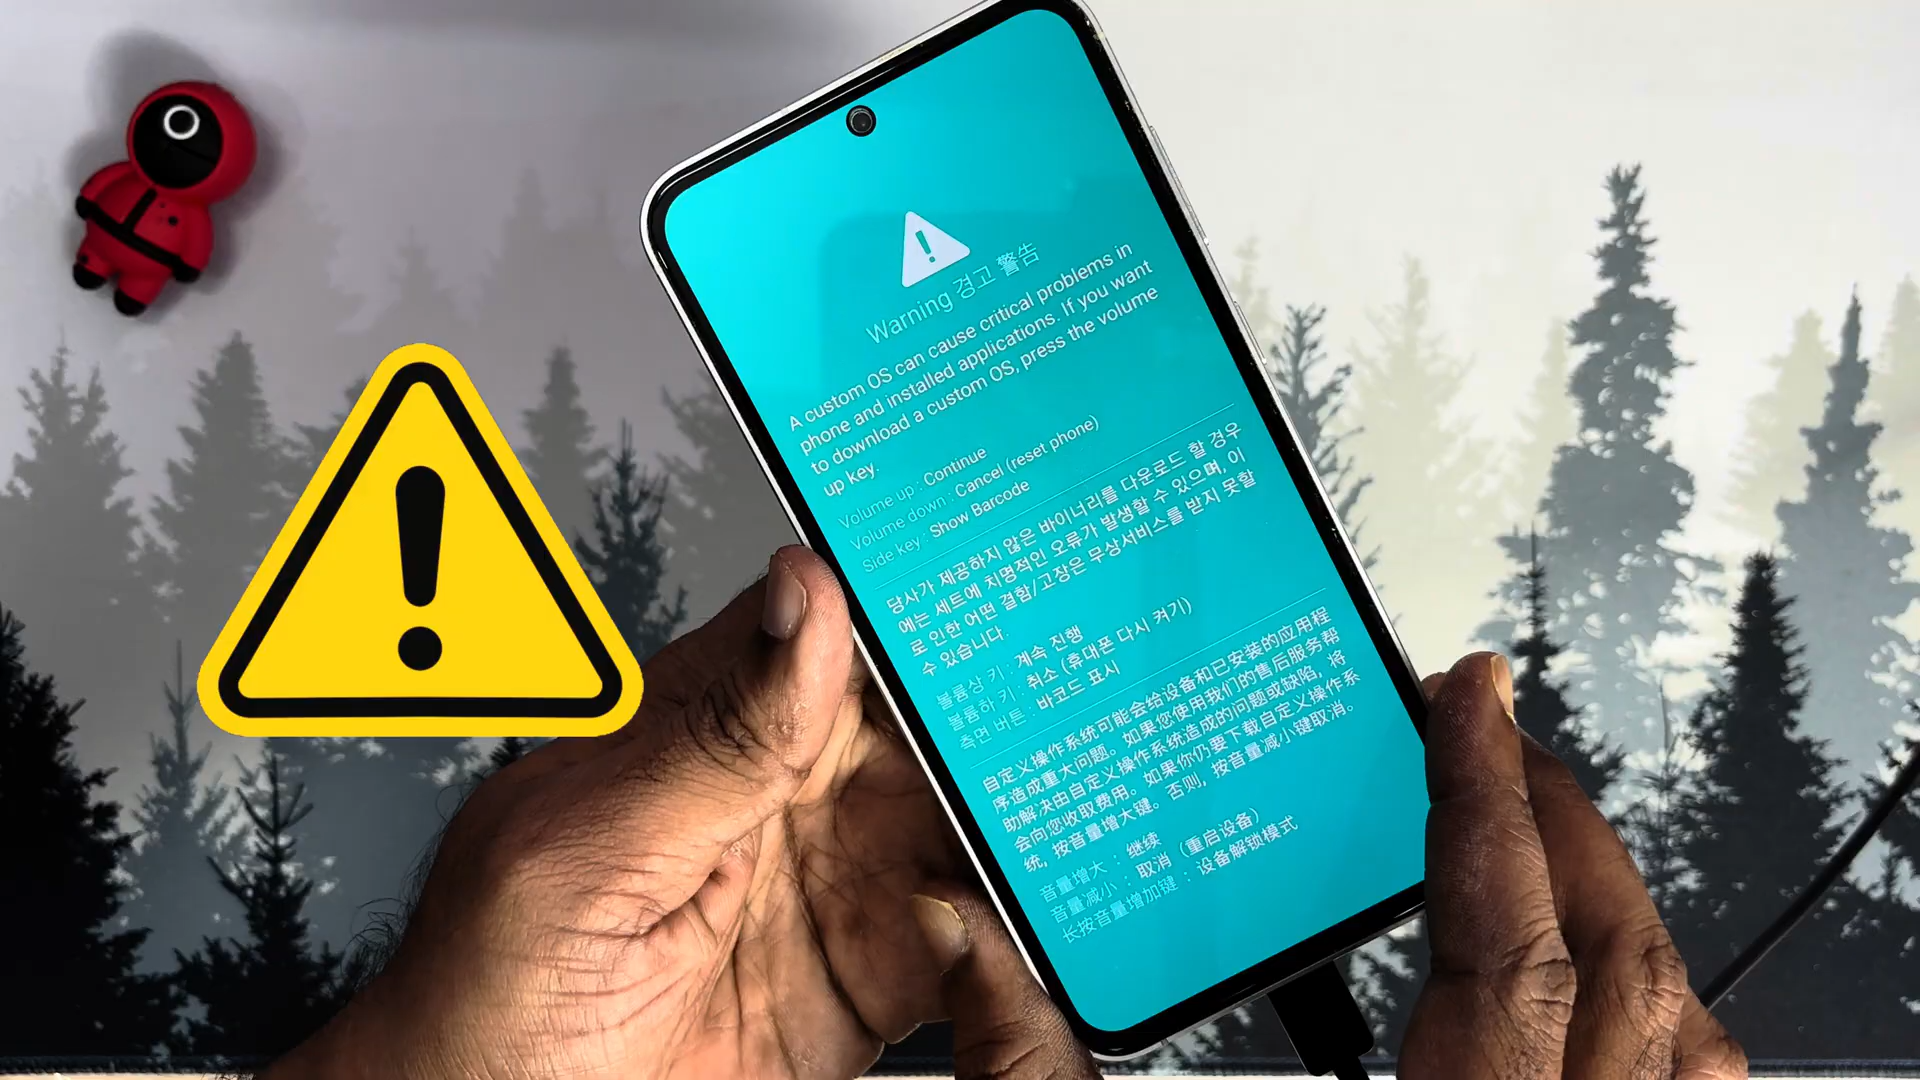 Warning 경고 警告
A custom OS can cause critical problems in
phone and installed applications. If you want
to download a custom OS, press the volume
up key.
Volume up : Continue
Volume down : Cancel (reset phone)
Side key : Show Barcode
당사가 제공하지 않은 바이너리를 다운로드 할 경우
에는 세트에 치명적인 오류가 발생할 수 있으며, 이
로 인한 어떤 결함/고장은 무상서비스를 받지 못할
수 있습니다.
볼륨상 키 : 계속 진행
볼륨하 키 : 취소 (휴대폰 다시 켜기)
측면 버튼 : 바코드 표시
自定义操作系统可能会给设备和已安装的应用程
序造成重大问题。如果您使用我们的售后服务帮
助解决由自定义操作系统造成的问题或缺陷，将
会向您收取费用。如果你仍要下载自定义操作系
统，按音量增大键。否则，按音量减小键取消。
音量增大 : 继续
音量减小 : 取消（重启设备）
长按音量增加键 : 设备解锁模式